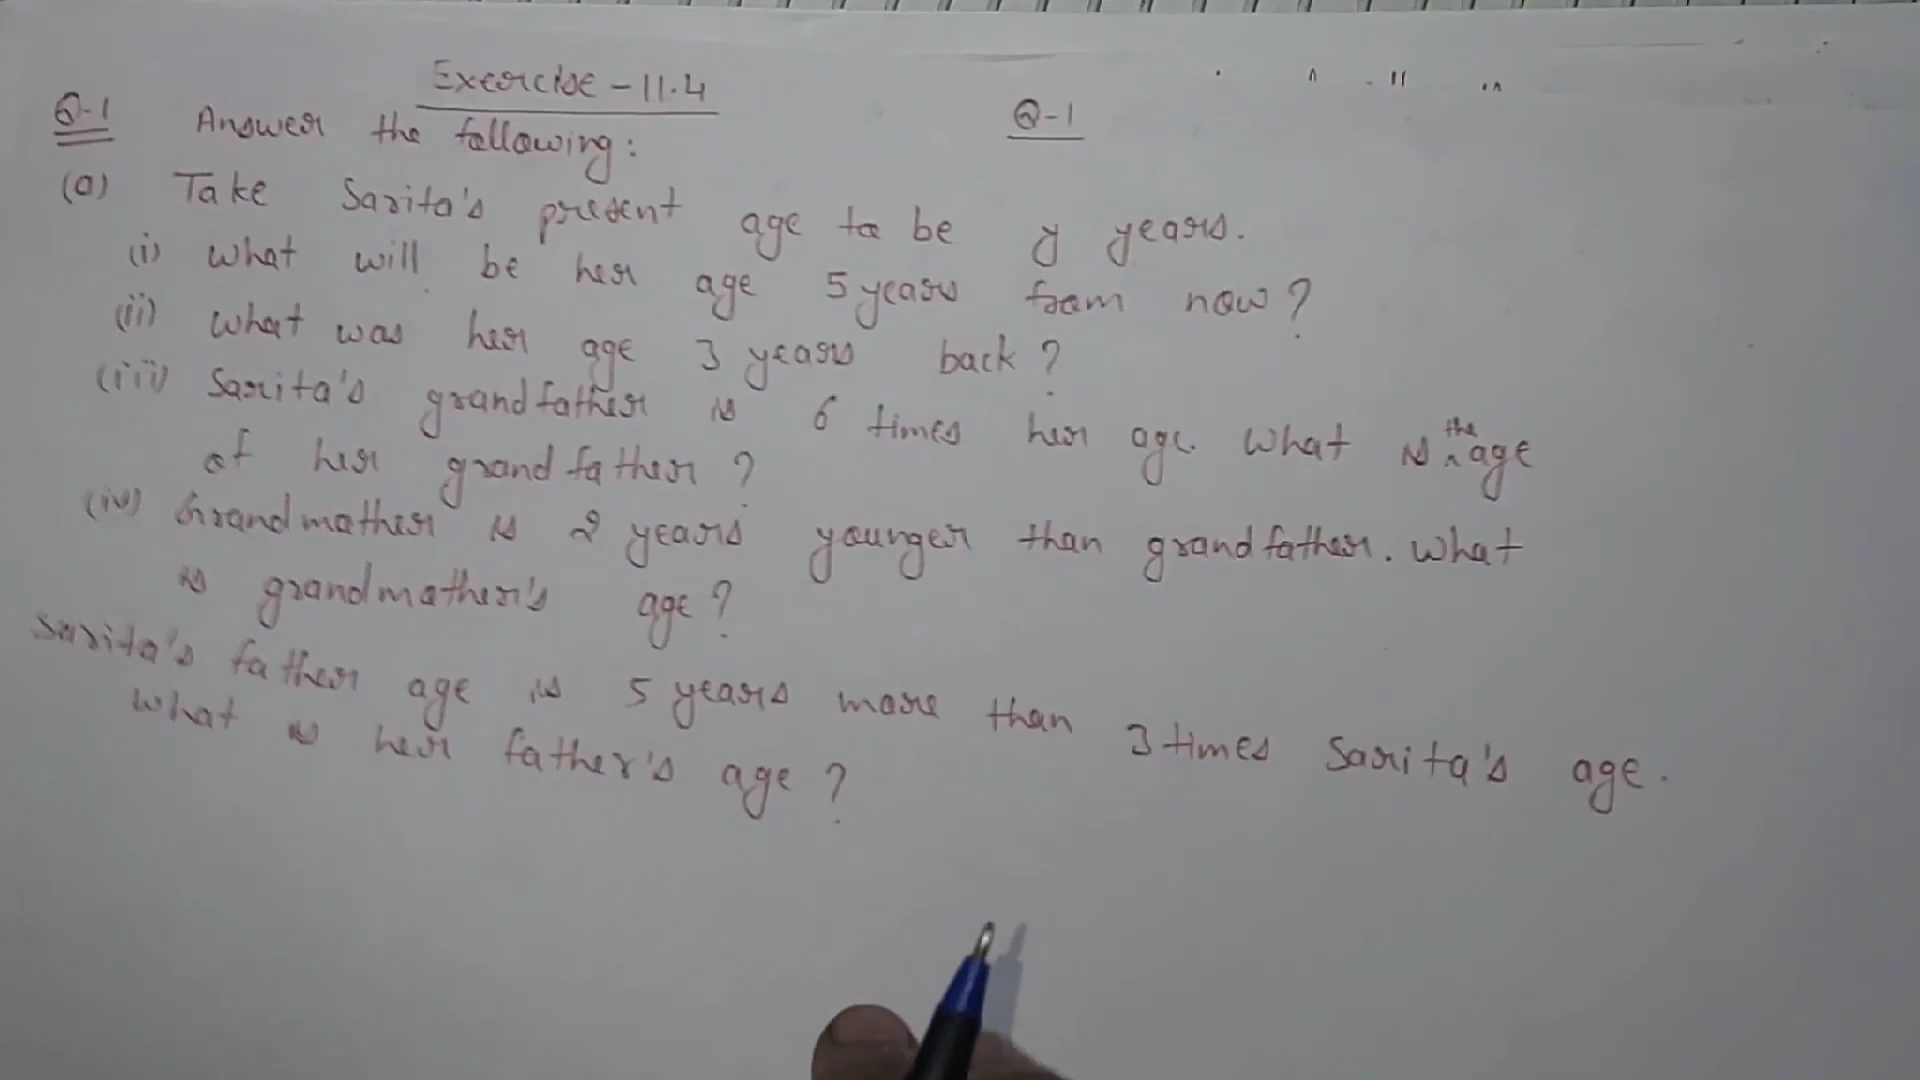 Exercise - 11.4
Q-1 Answer the following:
Q-1
(a) Take Sarita's present age to be y years.
(i) What will be her age 5 years from now?
(ii) What was her age 3 years back?
(iii) Sarita's grandfather is 6 times her age. What is the age
of her grandfather?
(iv) Grandmother is 2 years younger than grandfather. What
is grandmother's age?
Sarita's father age is 5 years more than 3 times Sarita's age.
What is her father's age?